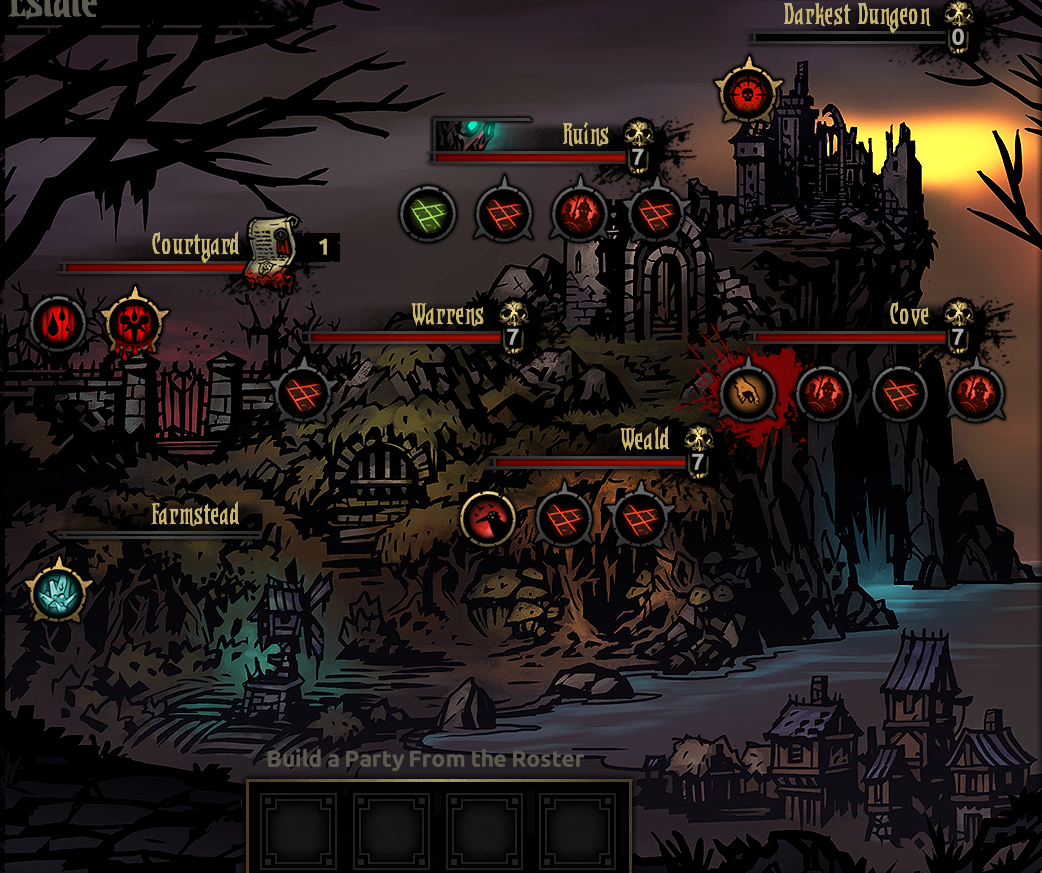 Estate
Darkest Dungeon
0
Ruins
7
Courtyard
1
Warrens
7
Cove
7
Weald
7
Farmstead
Build a Party From the Roster